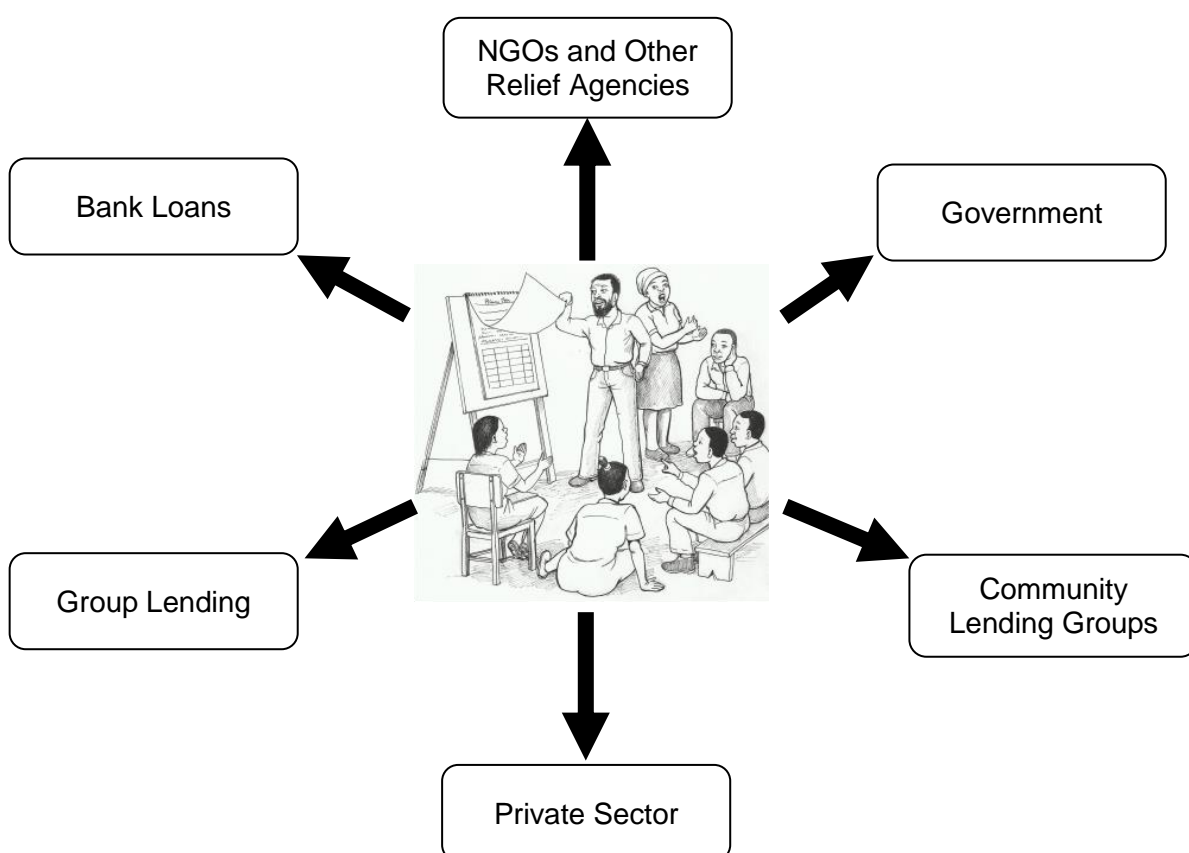 NGOs and Other
Relief Agencies
Bank Loans
Government
Group Lending
Community
Lending Groups
Private Sector